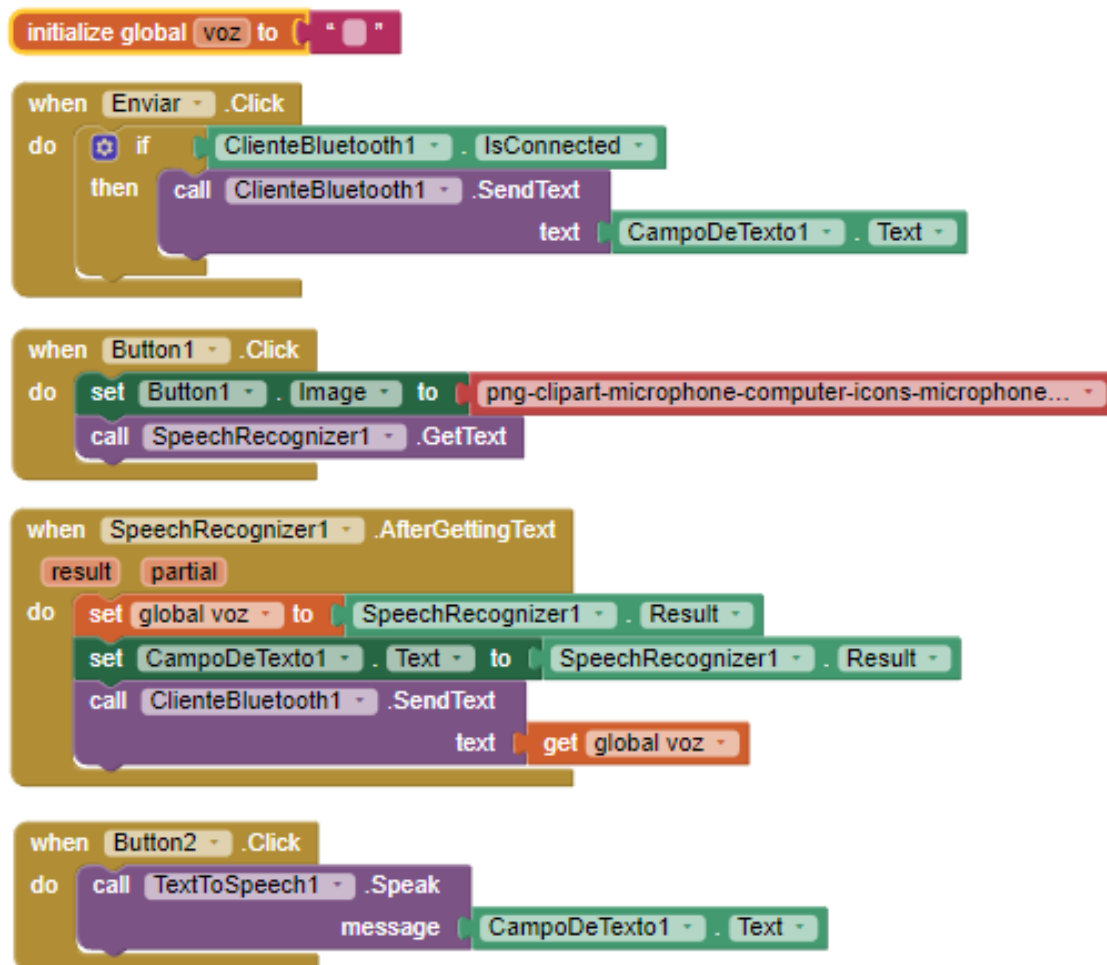 initialize global voz to " "
when Enviar .Click
do if ClienteBluetooth1 . IsConnected
then call ClienteBluetooth1 .SendText
text CampoDeTexto1 . Text
when Button1 .Click
do set Button1 . Image to png-clipart-microphone-computer-icons-microphone...
call SpeechRecognizer1 .GetText
when SpeechRecognizer1 .AfterGettingText
result partial
do set global voz to SpeechRecognizer1 . Result
set CampoDeTexto1 . Text to SpeechRecognizer1 . Result
call ClienteBluetooth1 .SendText
text get global voz
when Button2 .Click
do call TextToSpeech1 .Speak
message CampoDeTexto1 . Text